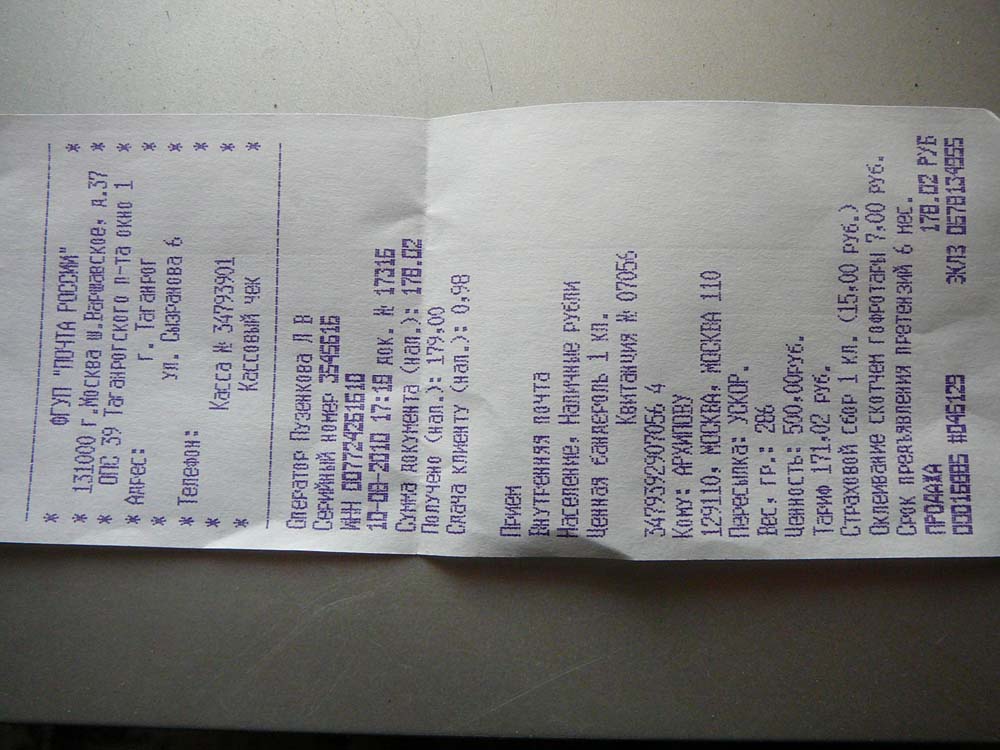 ФГУП "ПОЧТА РОССИИ" *
* 131000 г.Москва ш.Варшавское, д.37 *
* ОПС 39 Таганрогского п-та окно 1 *
* Адрес: г. Таганрог *
* ул. Сызранова 6 *
* Телефон: *
* Касса № 34793901 *
* Кассовый чек *
Оператор Пузенкова Л В
Серийный номер 3545615
ИНН 007724261610
10-08-2010 17:19 док. № 17316
Сумма документа (нал.): 178.02
Получено (нал.): 179,00
Сдача клиенту (нал.): 0,98
Прием
Внутренняя почта
Население, Наличные рубли
Ценная бандероль 1 кл.
Квитанция № 07056
3479392907056 4
Кому: АРХИПОВУ
129110, МОСКВА, МОСКВА 110
Пересылка: УСКОР.
Вес, гр.: 286
Ценность: 500,00руб.
Тариф 171,02 руб.
Страховой сбор 1 кл. (15,00 руб.)
Оклеивание скотчем гофротары 7,00 руб.
Срок предъявления претензий 6 мес.
ПРОДАЖА 178.02 РУБ
00016885 #046129 ЭКЛЗ 0578134955